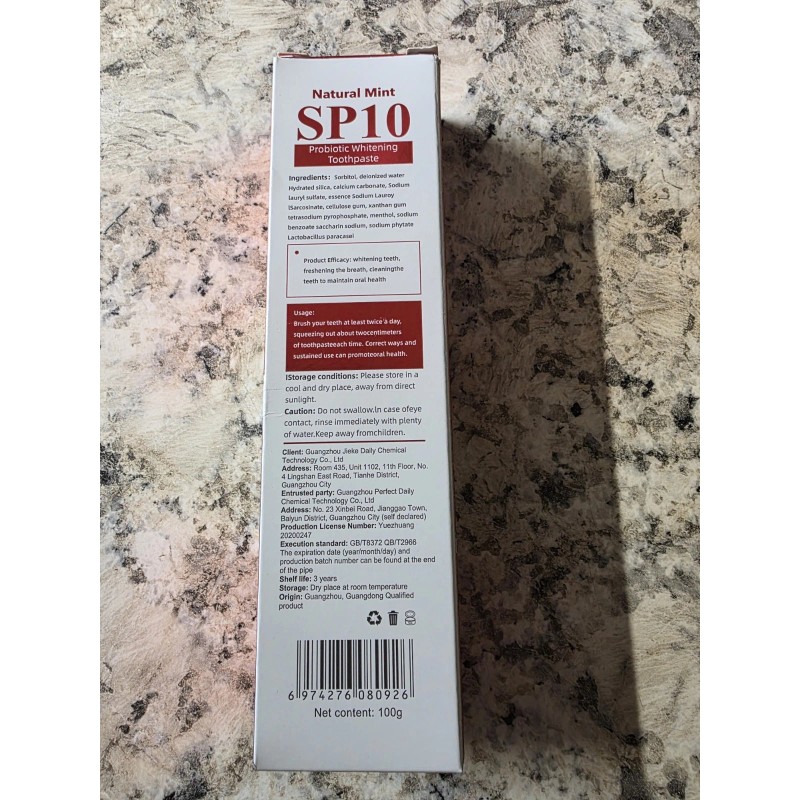 Natural Mint
SP10
Probiotic Whitening
Toothpaste
Ingredients: Sorbitol, deionized water
Hydrated silica, calcium carbonate, Sodium
lauryl sulfate, essence Sodium Lauroy
lSarcosinate, cellulose gum, xanthan gum
tetrasodium pyrophosphate, menthol, sodium
benzoate saccharin sodium, sodium phytate
Lactobacillus paracasei
Product Efficacy: whitening teeth,
freshening the breath, cleaningthe
teeth to maintain oral health
Usage:
Brush your teeth at least twice a day,
squeezing out about twocentimeters
of toothpasteeach time. Correct ways and
sustained use can promoteoral health.
lStorage conditions: Please store in a
cool and dry place, away from direct
sunlight.
Caution: Do not swallow.ln case ofeye
contact, rinse immediately with plenty
of water.Keep away fromchildren.
Client: Guangzhou Jieke Daily Chemical
Technology Co., Ltd
Address: Room 435, Unit 1102, 11th Floor, No.
4 Lingshan East Road, Tianhe District,
Guangzhou City
Entrusted party: Guangzhou Perfect Daily
Chemical Technology Co., Ltd
Address: No. 23 Xinbei Road, Jianggao Town,
Baiyun District, Guangzhou City (self declared)
Production License Number: Yuezhuang
20200247
Execution standard: GB/T8372 QB/T2966
The expiration date (year/month/day) and
production batch number can be found at the end
of the pipe
Shelf life: 3 years
Storage: Dry place at room temperature
Origin: Guangzhou, Guangdong Qualified
product
6 974276 080926
Net content: 100g